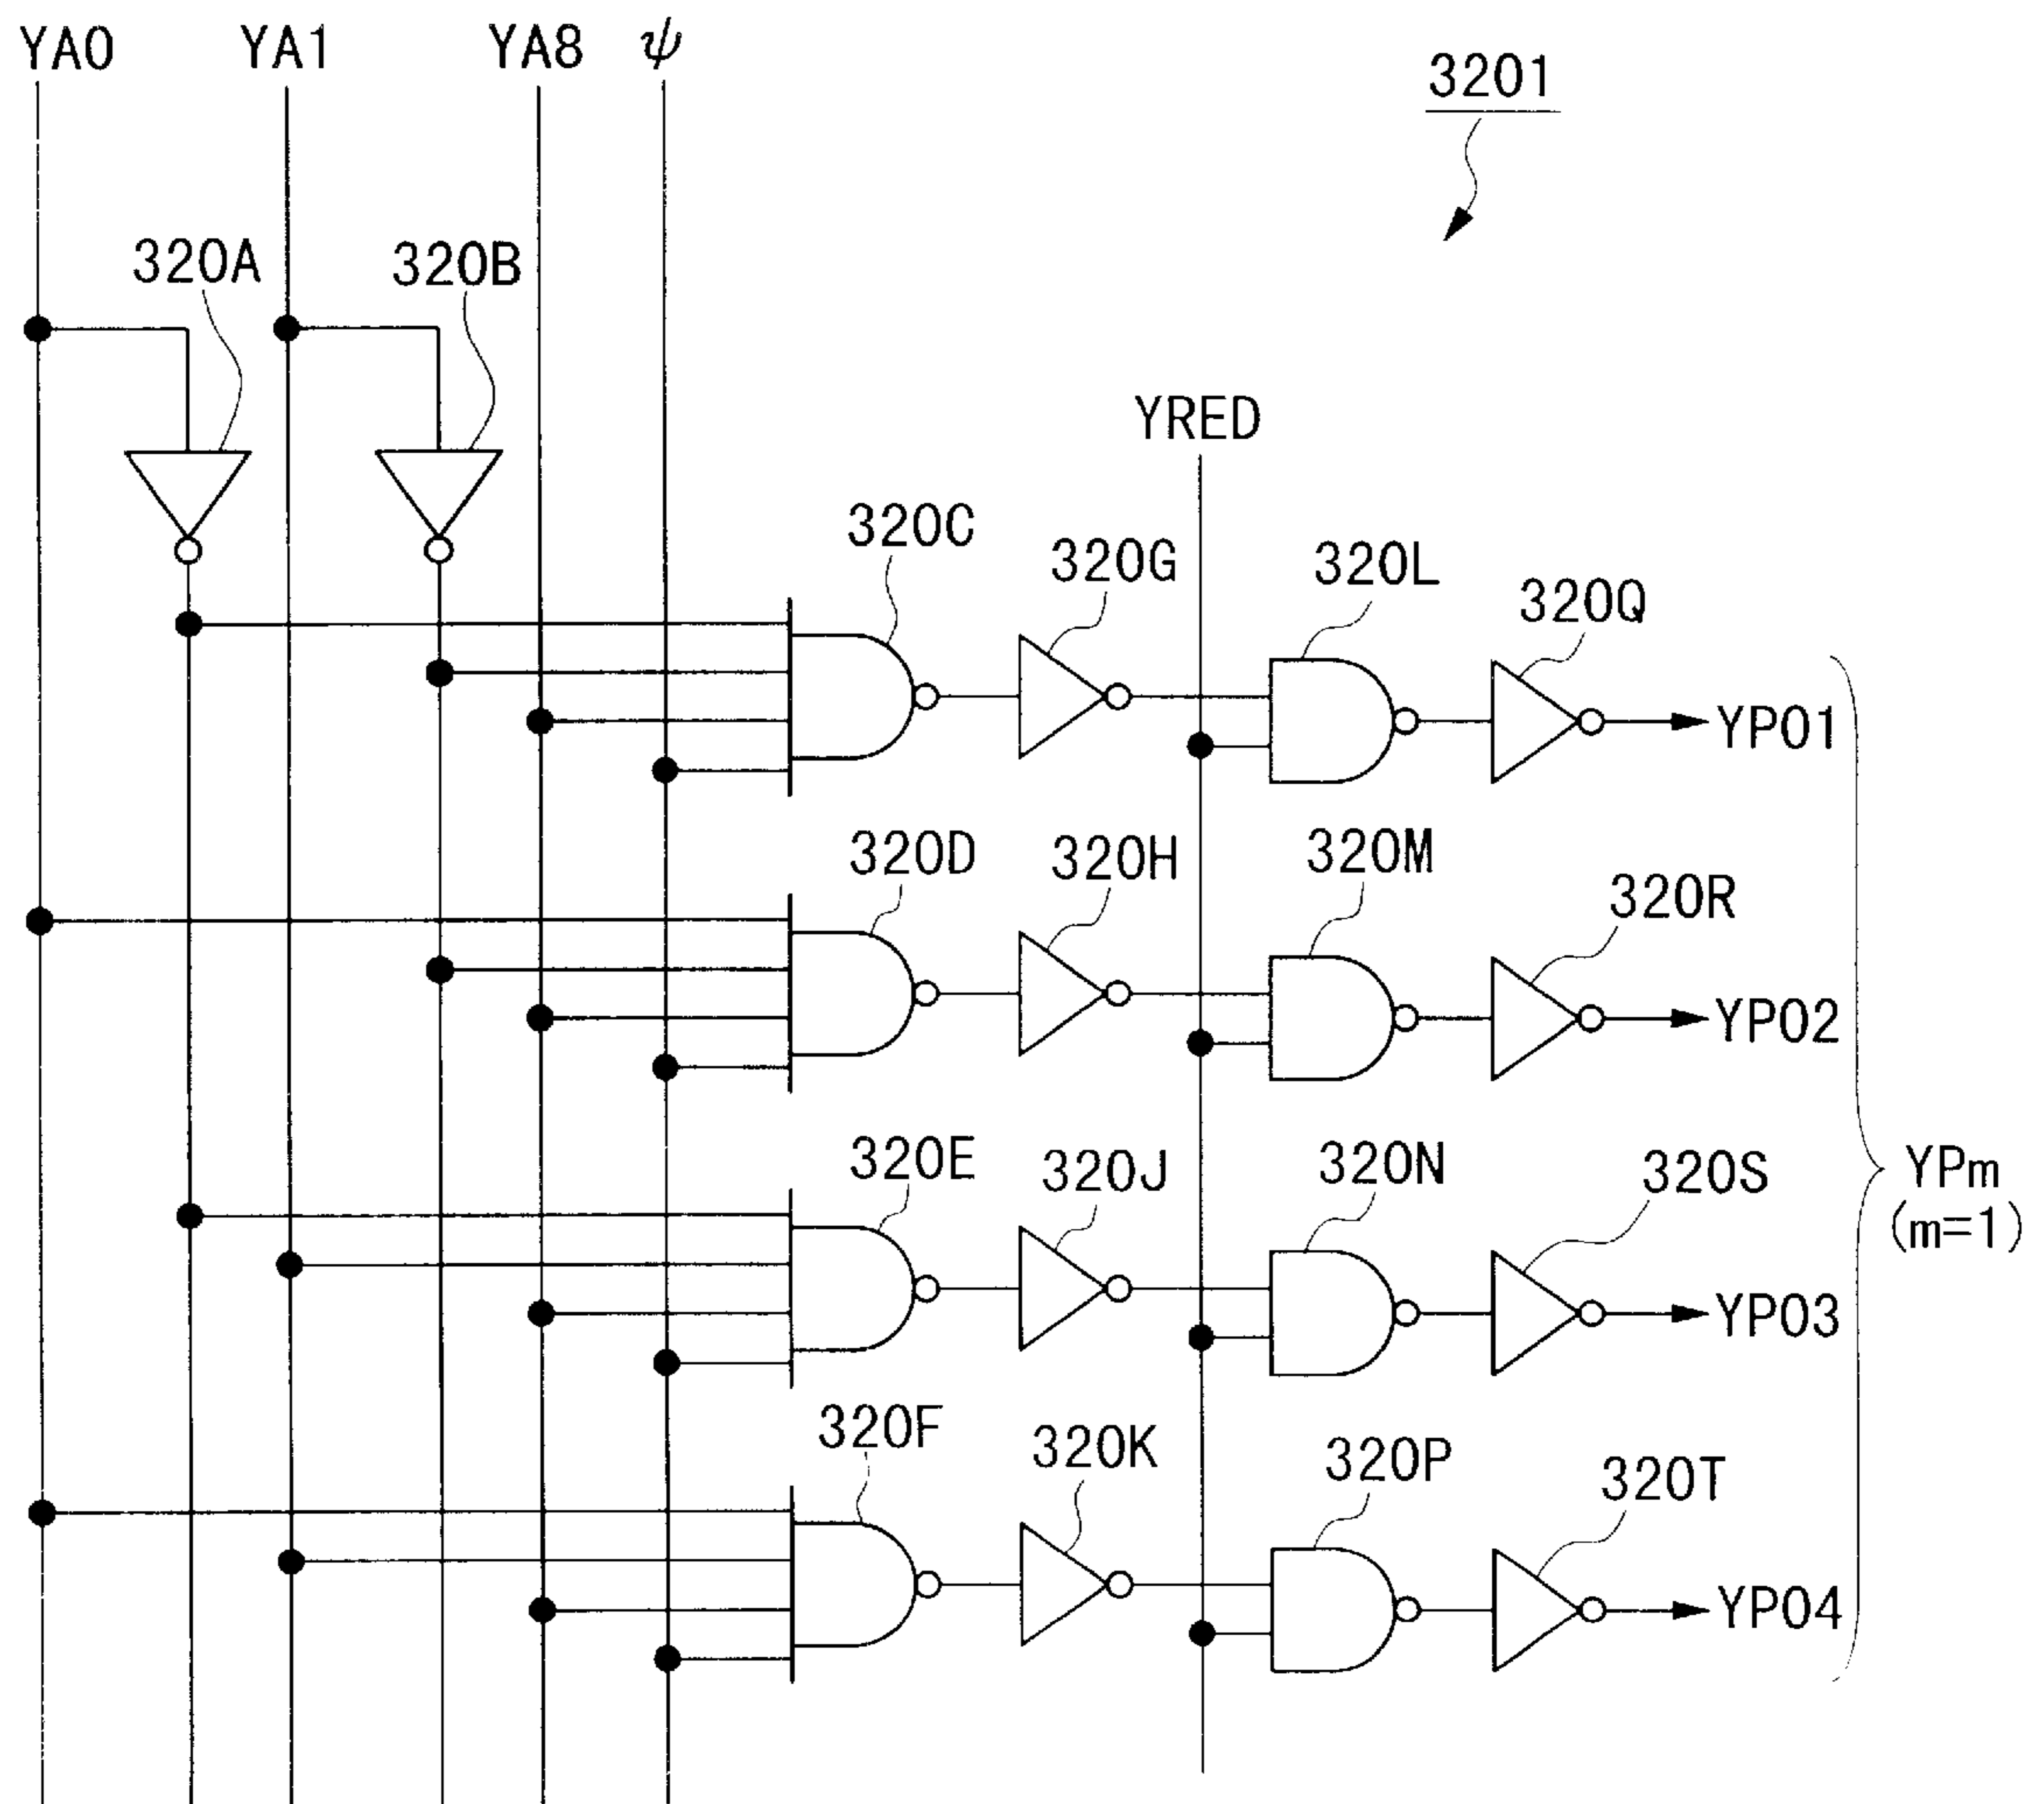 YA0 YA1 YA8 ψ
3201
320A 320B
YRED
320C 320G 320L 320Q
YP01
320D 320H 320M 320R
YP02
320E 320J 320N 320S
YP03
YPm
(m=1)
320F 320K 320P 320T
YP04